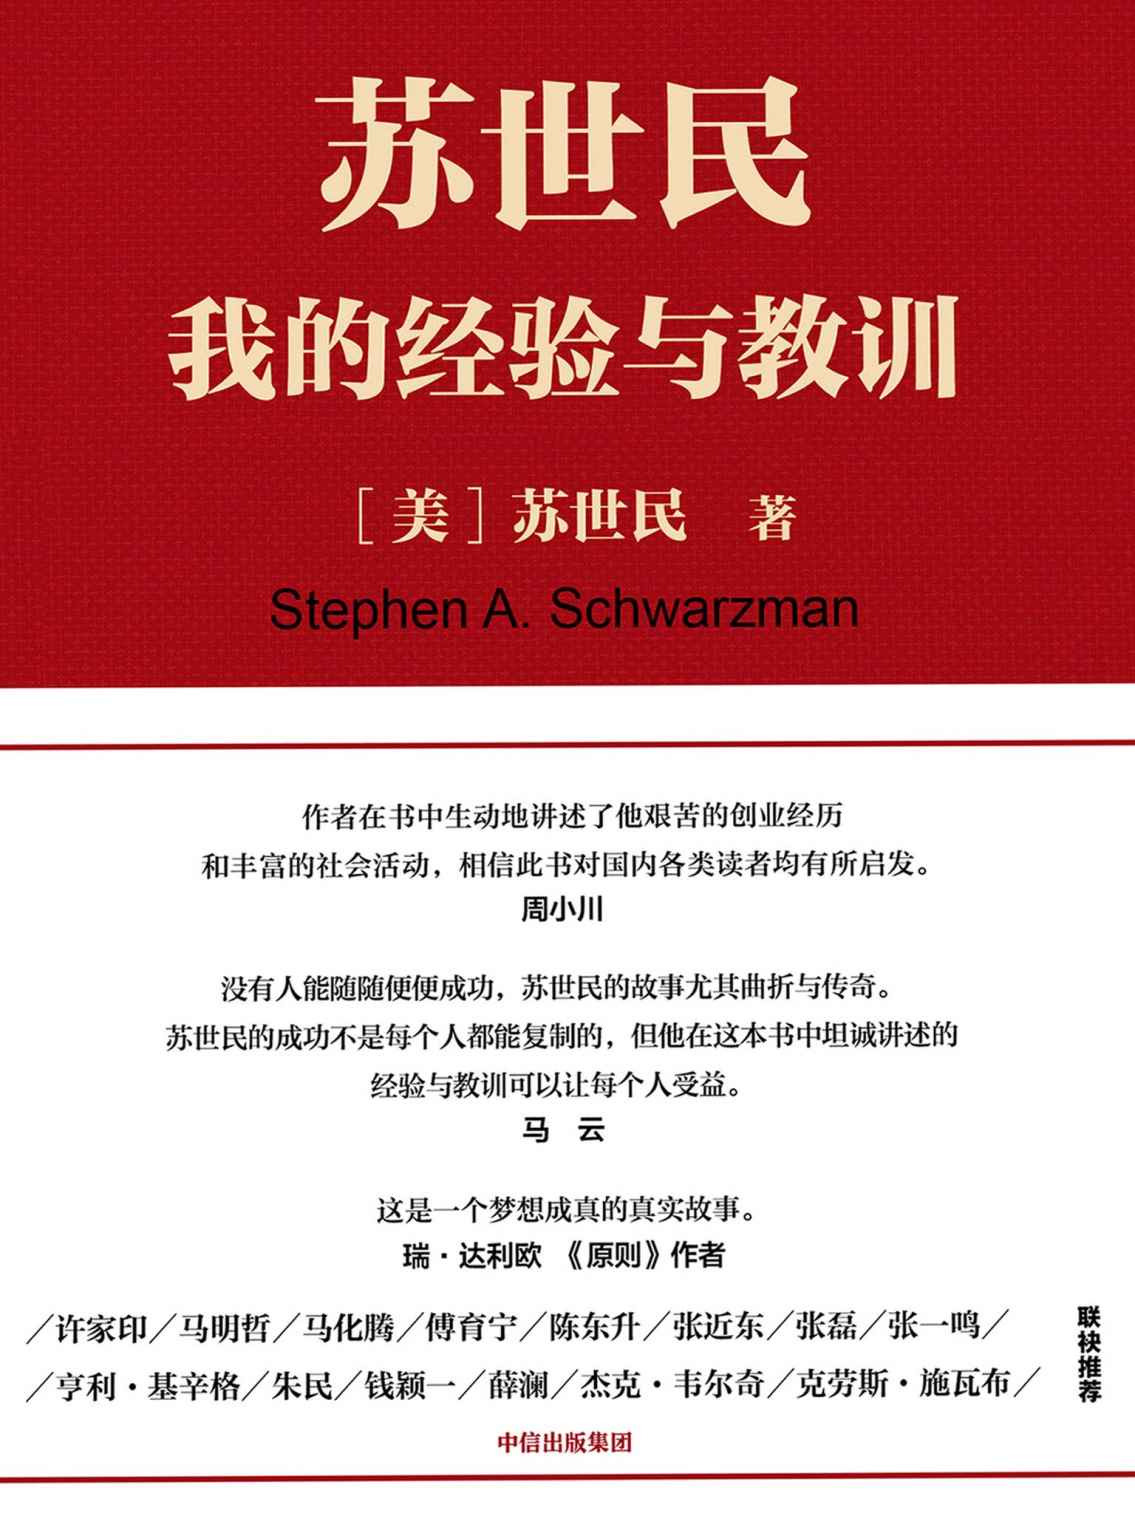 苏世民
我的经验与教训
［美］苏世民 著
Stephen A. Schwarzman
作者在书中生动地讲述了他艰苦的创业经历
和丰富的社会活动，相信此书对国内各类读者均有所启发。
周小川
没有人能随随便便成功，苏世民的故事尤其曲折与传奇。
苏世民的成功不是每个人都能复制的，但他在这本书中坦诚讲述的
经验与教训可以让每个人受益。
马 云
这是一个梦想成真的真实故事。
瑞·达利欧 《原则》作者
／许家印／马明哲／马化腾／傅育宁／陈东升／张近东／张磊／张一鸣／
／亨利·基辛格／朱民／钱颖一／薛澜／杰克·韦尔奇／克劳斯·施瓦布／
联袂推荐
中信出版集团